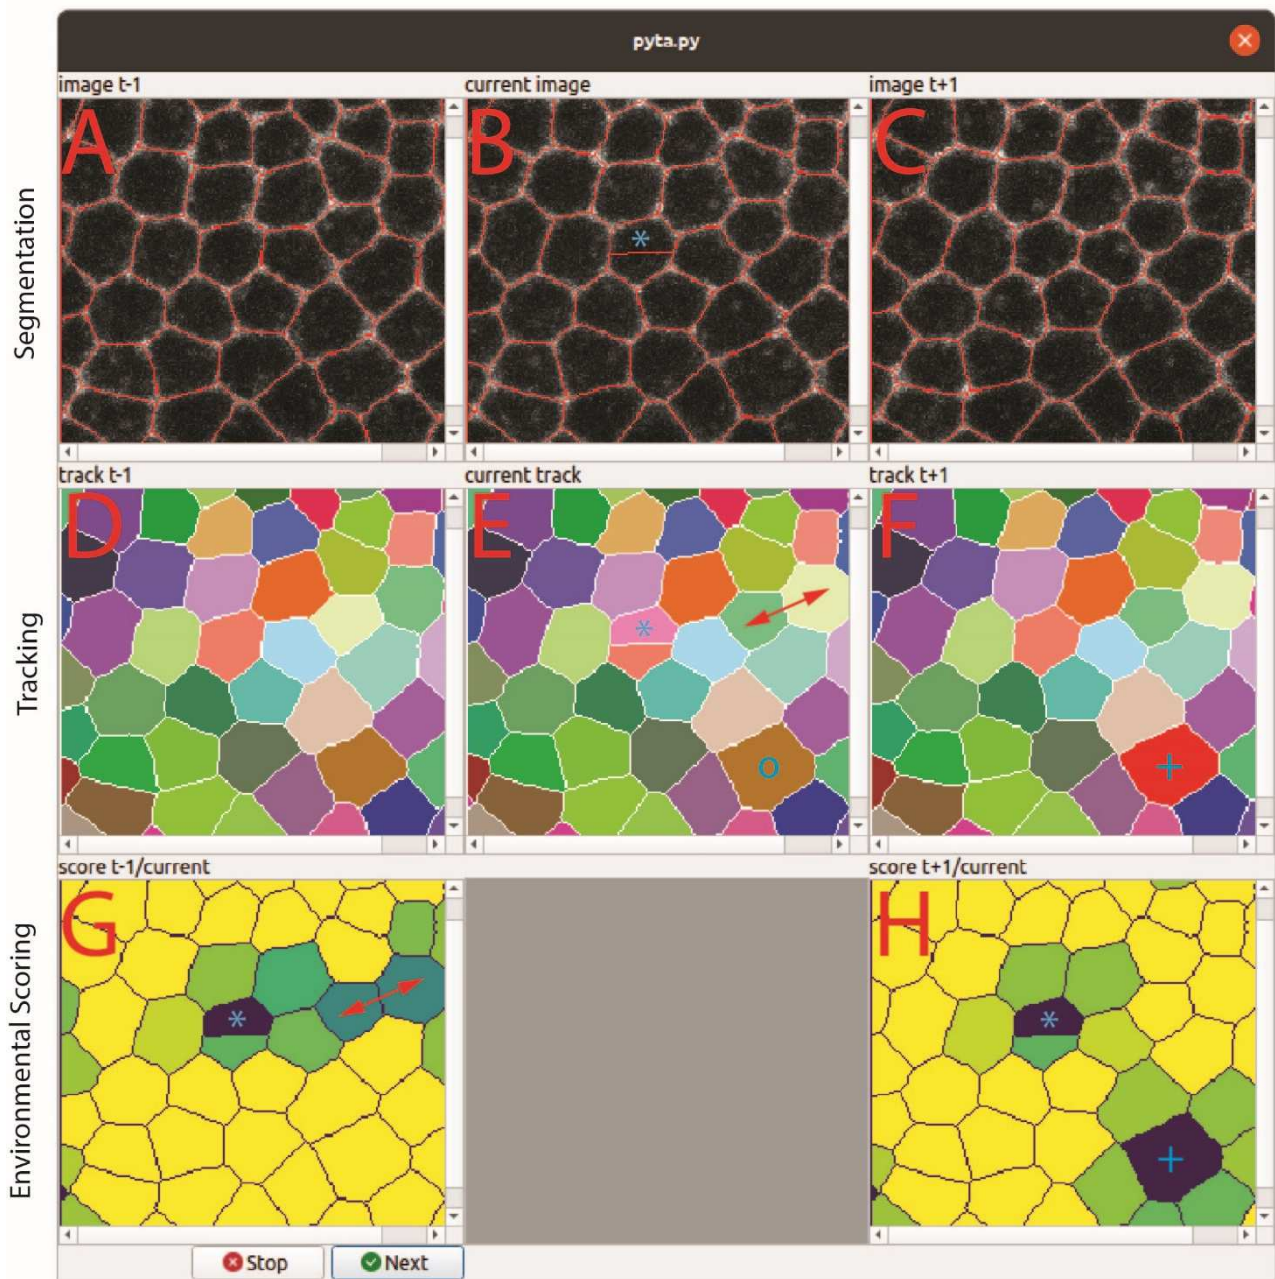 pyta.py
image t-1
current image
image t+1
A
B
C
*
Segmentation
track t-1
current track
track t+1
D
E
F
*
o
+
Tracking
score t-1/current
score t+1/current
G
H
*
*
+
Environmental Scoring
Stop
Next